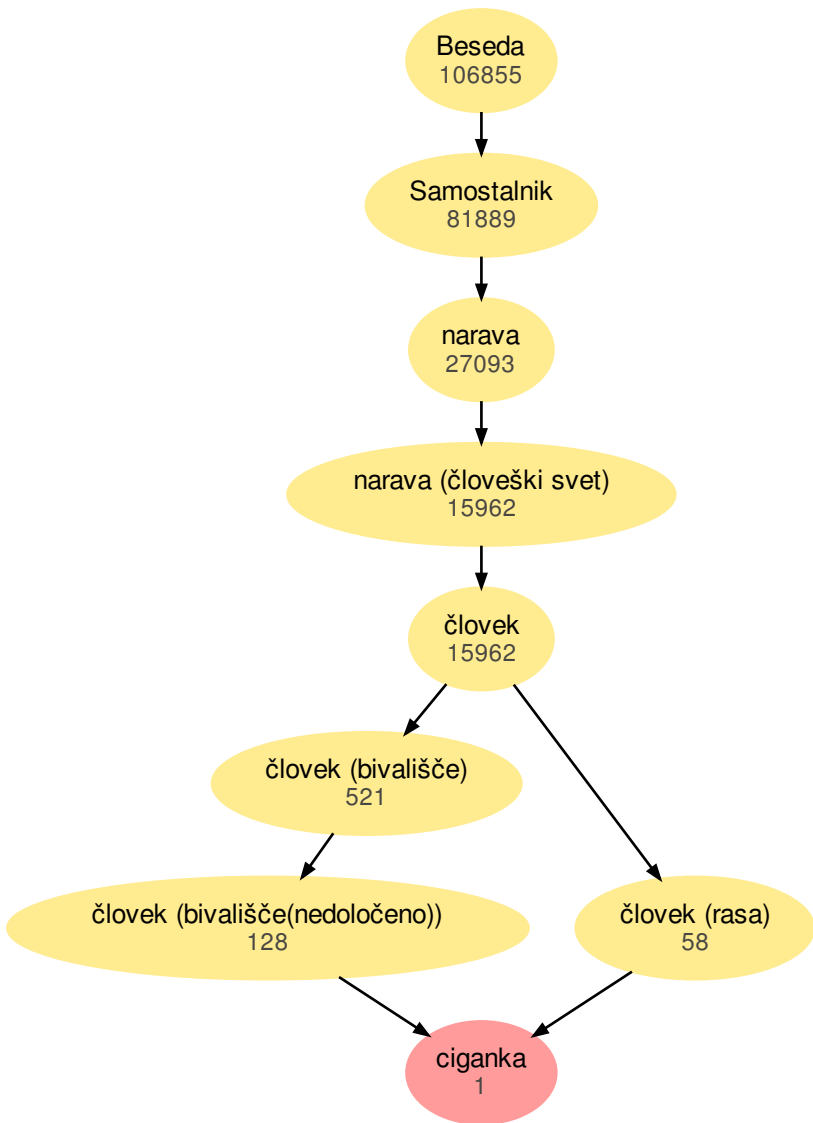 Beseda
106855
Samostalnik
81889
narava
27093
narava (človeški svet)
15962
človek
15962
človek (bivališče)
521
človek (bivališče(nedoločeno))
128
človek (rasa)
58
ciganka
1